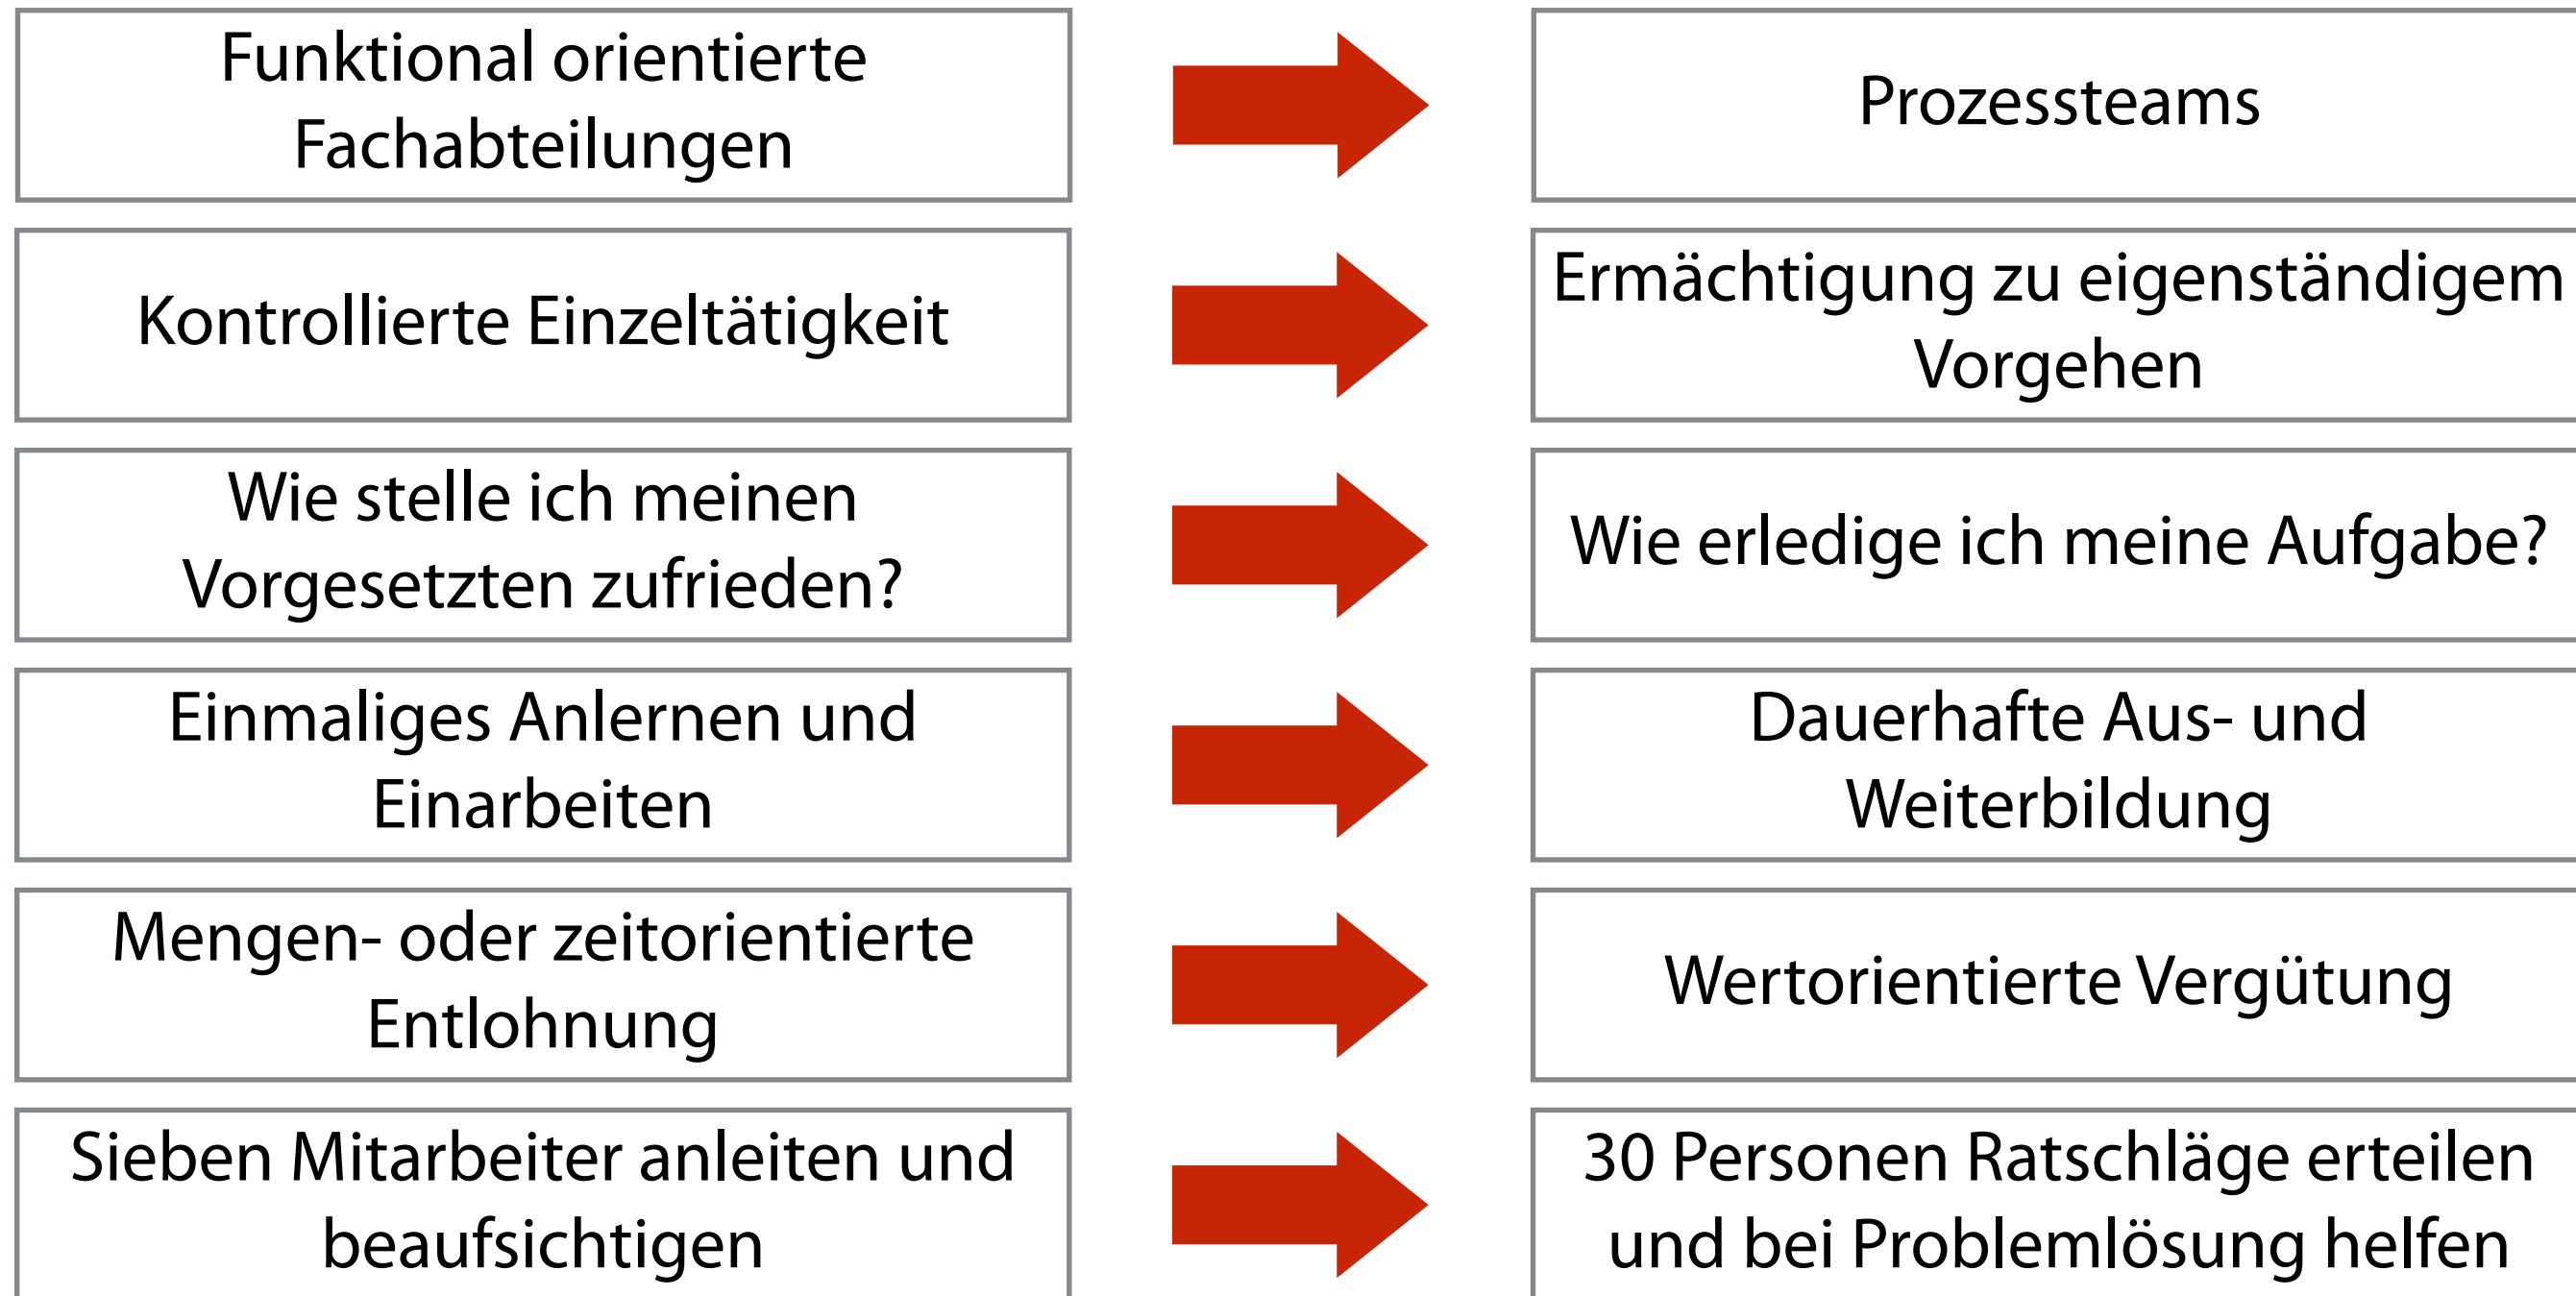 Funktional orientierte
Fachabteilungen
Prozessteams
Kontrollierte Einzeltätigkeit
Ermächtigung zu eigenständigem
Vorgehen
Wie stelle ich meinen
Vorgesetzten zufrieden?
Wie erledige ich meine Aufgabe?
Einmaliges Anlernen und
Einarbeiten
Dauerhafte Aus- und
Weiterbildung
Mengen- oder zeitorientierte
Entlohnung
Wertorientierte Vergütung
Sieben Mitarbeiter anleiten und
beaufsichtigen
30 Personen Ratschläge erteilen
und bei Problemlösung helfen